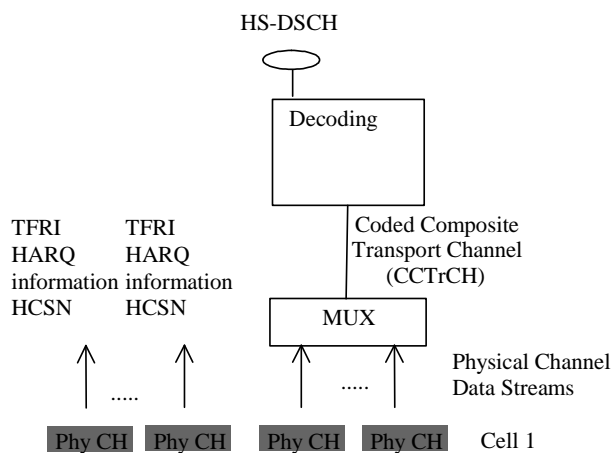 HS-DSCH
Decoding
TFRI
HARQ
information
HCSN
TFRI
HARQ
information
HCSN
Coded Composite
Transport Channel
(CCTrCH)
MUX
Physical Channel
Data Streams
.....
.....
Phy CH
Phy CH
Phy CH
Phy CH
Cell 1